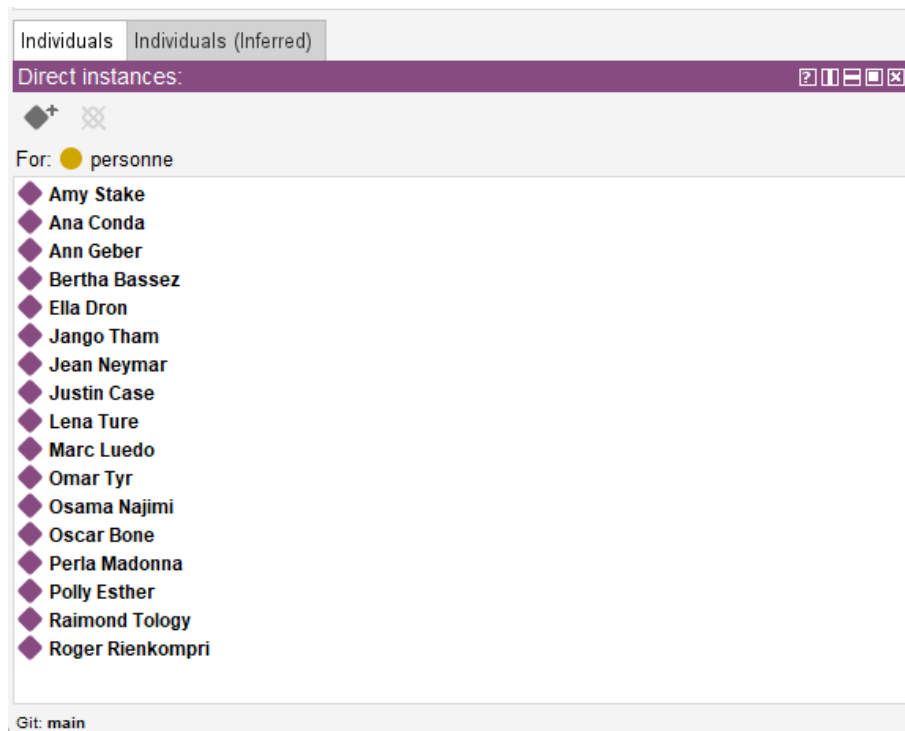 Individuals Individuals (Inferred)
Direct instances:
For: personne
Amy Stake
Ana Conda
Ann Geber
Bertha Bassez
Ella Dron
Jango Tham
Jean Neymar
Justin Case
Lena Ture
Marc Luedo
Omar Tyr
Osama Najimi
Oscar Bone
Perla Madonna
Polly Esther
Raimond Tology
Roger Rienkompri
Git: main